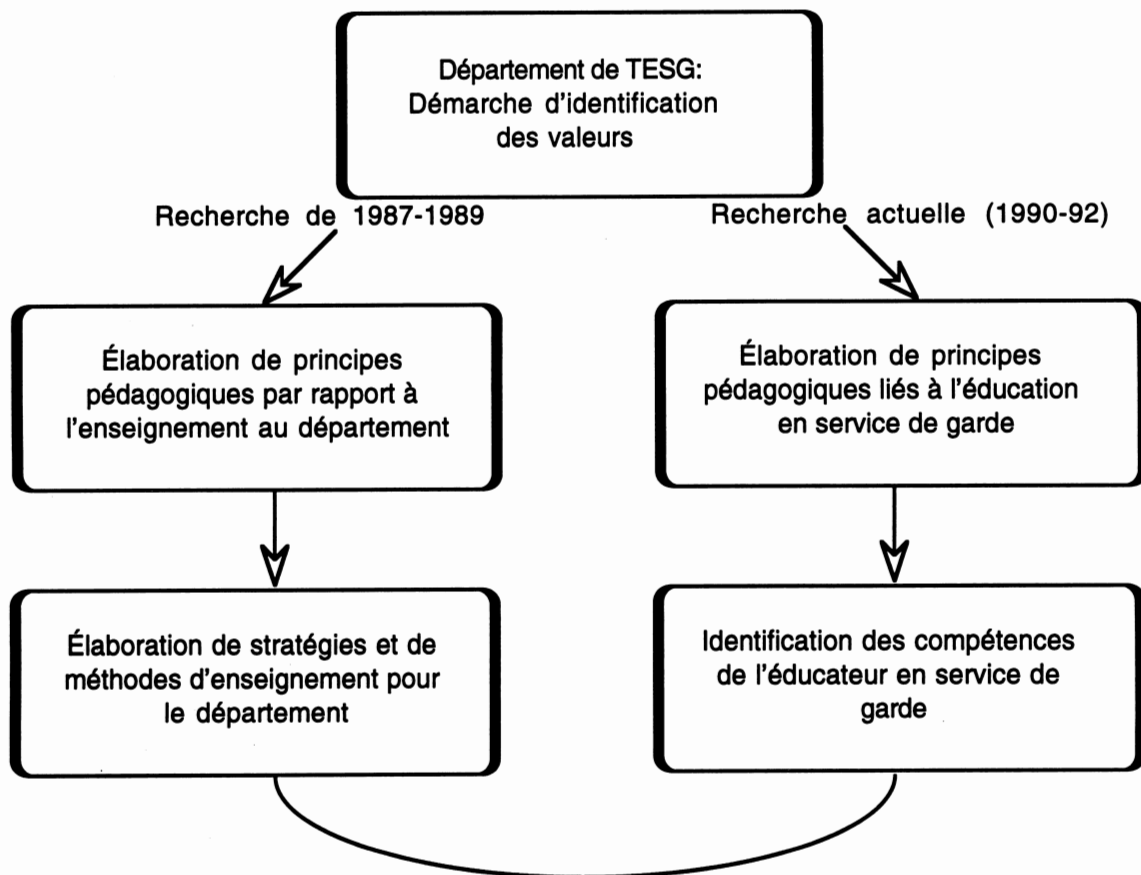 Département de TESG:
Démarche d'identification
des valeurs
Recherche de 1987-1989
Recherche actuelle (1990-92)
Élaboration de principes
pédagogiques par rapport à
l'enseignement au département
Élaboration de principes
pédagogiques liés à l'éducation
en service de garde
Élaboration de stratégies et de
méthodes d'enseignement pour
le département
Identification des compétences
de l'éducateur en service de
garde